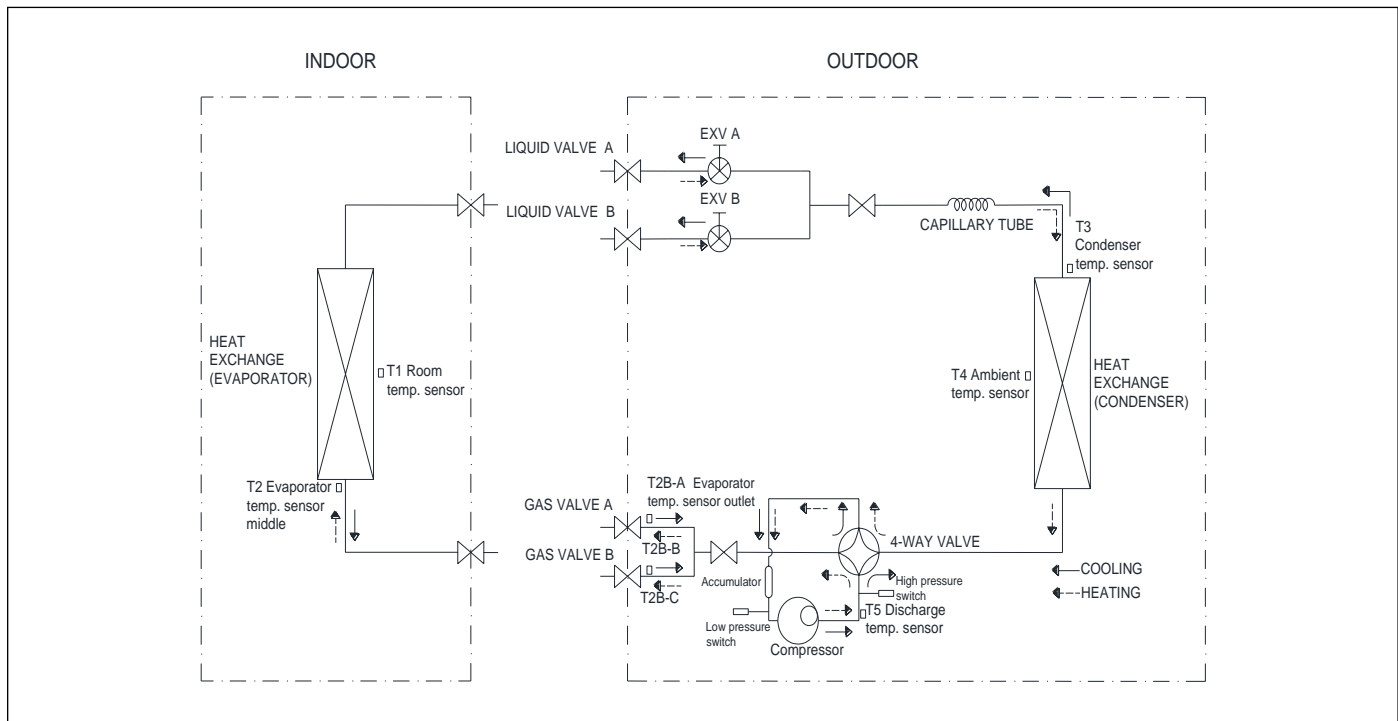 INDOOR
OUTDOOR
LIQUID VALVE A
EXV A
LIQUID VALVE B
EXV B
CAPILLARY TUBE
T3
Condenser
temp. sensor
HEAT
EXCHANGE
(EVAPORATOR)
T1 Room
temp. sensor
T4 Ambient
temp. sensor
HEAT
EXCHANGE
(CONDENSER)
T2 Evaporator
temp. sensor
middle
GAS VALVE A
T2B-A Evaporator
temp. sensor outlet
T2B-B
GAS VALVE B
T2B-C
4-WAY VALVE
Accumulator
High pressure
switch
Low pressure
switch
T5 Discharge
temp. sensor
Compressor
COOLING
HEATING